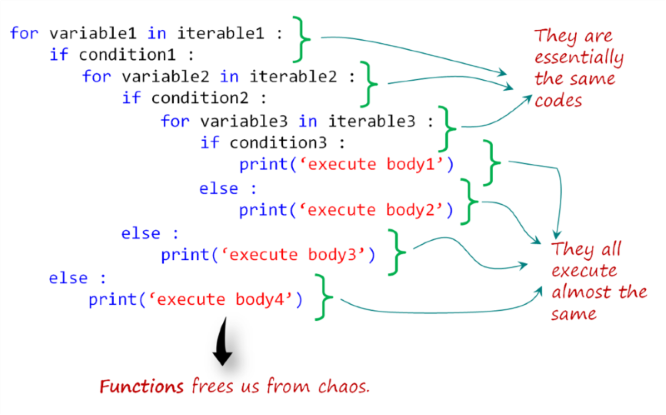 for variable1 in iterable1 :
if condition1 :
for variable2 in iterable2 :
if condition2 :
for variable3 in iterable3 :
if condition3 :
print(‘execute body1’)
else :
print(‘execute body2’)
else :
print(‘execute body3’)
else :
print(‘execute body4’)
They are
essentially
the same
codes
They all
execute
almost the
same
Functions frees us from chaos.